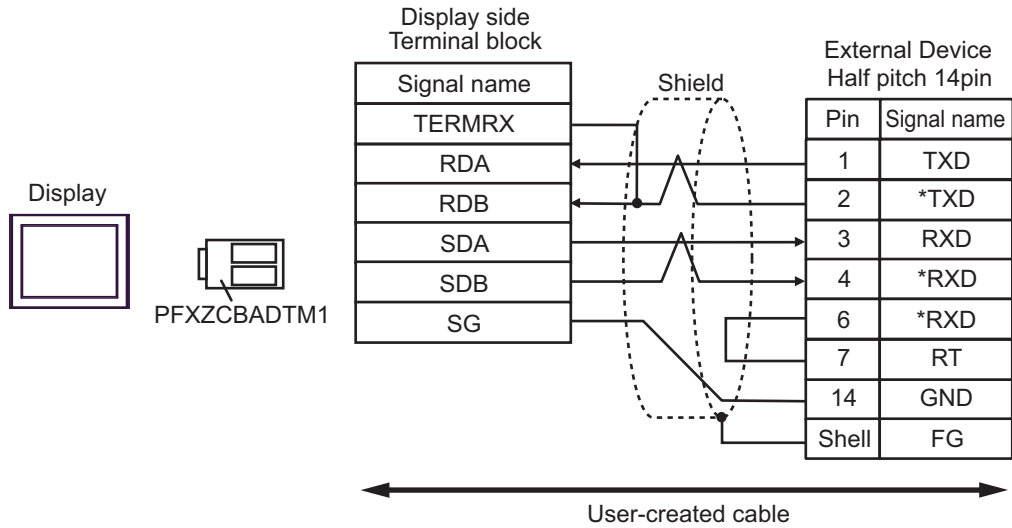 Display
PFXZCBADTM1
Display side
Terminal block
Signal name
TERMRX
RDA
RDB
SDA
SDB
SG
Shield
External Device
Half pitch 14pin
Pin Signal name
1 TXD
2 *TXD
3 RXD
4 *RXD
6 *RXD
7 RT
14 GND
Shell FG
User-created cable